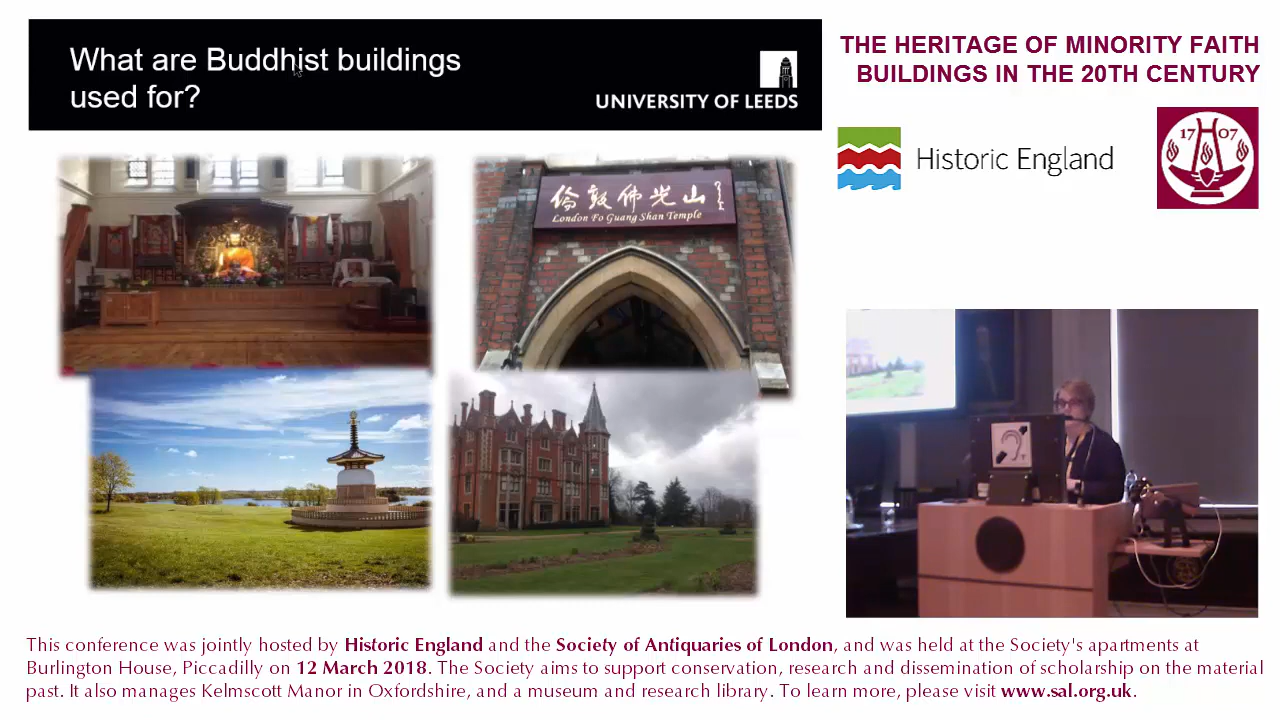 What are Buddhist buildings
used for?
UNIVERSITY OF LEEDS
THE HERITAGE OF MINORITY FAITH
BUILDINGS IN THE 20TH CENTURY
Historic England
17 07
倫敦佛光山
London Fo Guang Shan Temple
This conference was jointly hosted by Historic England and the Society of Antiquaries of London, and was held at the Society's apartments at
Burlington House, Piccadilly on 12 March 2018. The Society aims to support conservation, research and dissemination of scholarship on the material
past. It also manages Kelmscott Manor in Oxfordshire, and a museum and research library. To learn more, please visit www.sal.org.uk.